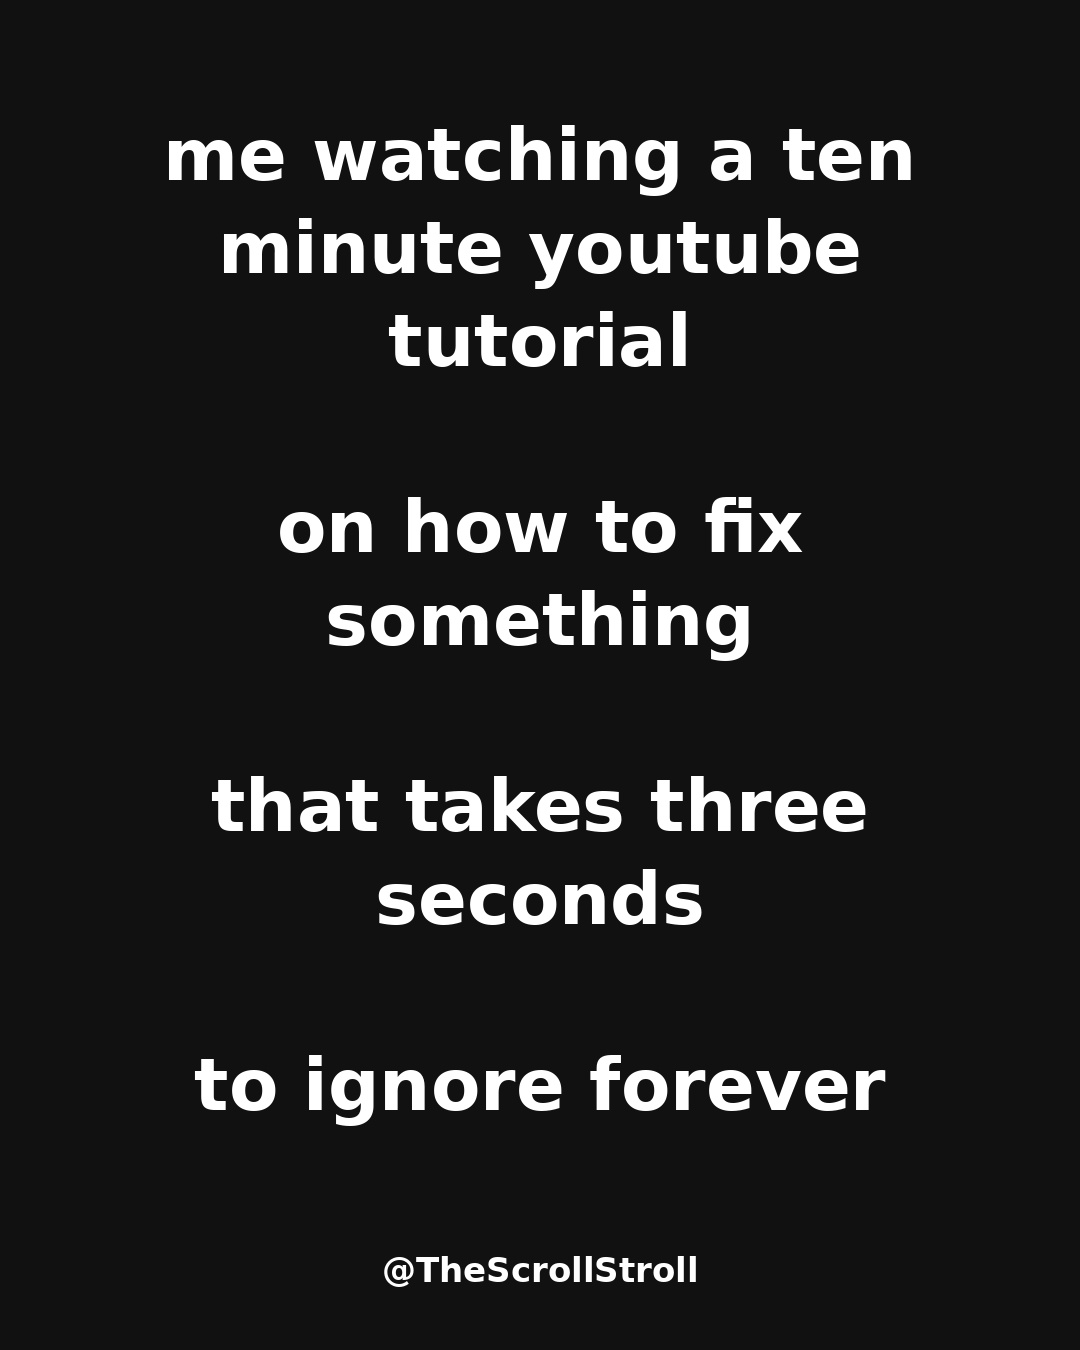 me watching a ten
minute youtube
tutorial
on how to fix
something
that takes three
seconds
to ignore forever
@TheScrollStroll